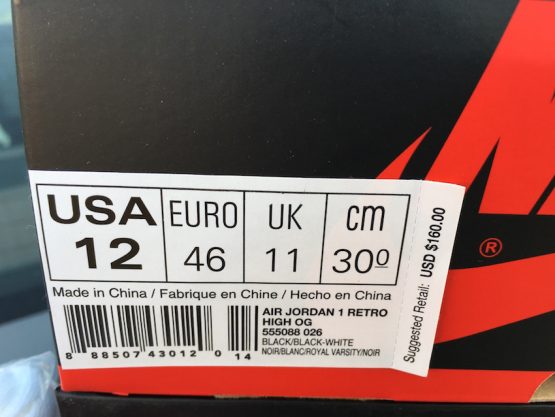 USA EURO UK cm
12 46 11 30º
Made in China / Fabrique en Chine / Hecho en China
AIR JORDAN 1 RETRO
HIGH OG
555088 026
BLACK/BLACK-WHITE
NOIR/BLANC/ROYAL VARSITY/NOIR
8 88507 43012 0 14
Suggested Retail: USD $160.00
®